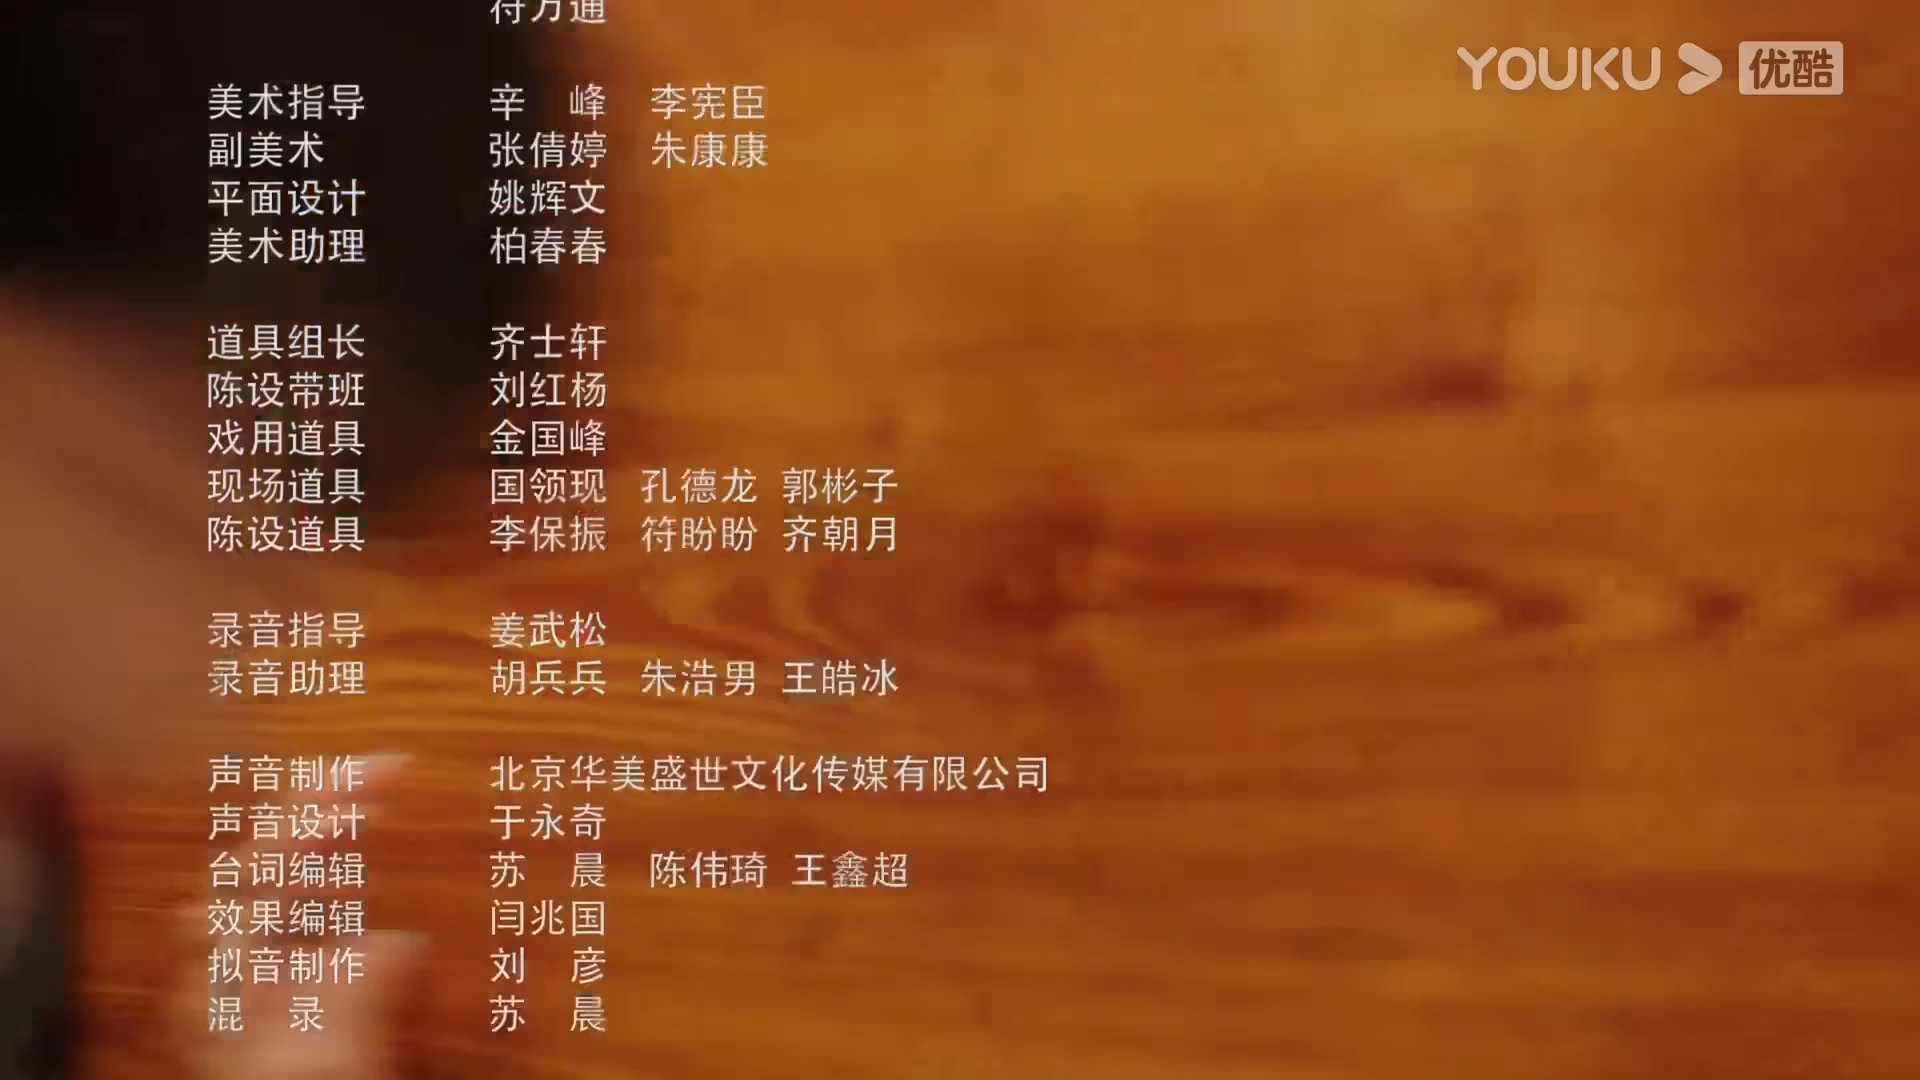 符方通
YOUKU 优酷
美术指导 辛 峰 李宪臣
副美术 张倩婷 朱康康
平面设计 姚辉文
美术助理 柏春春
道具组长 齐士轩
陈设带班 刘红杨
戏用道具 金国峰
现场道具 国领现 孔德龙 郭彬子
陈设道具 李保振 符盼盼 齐朝月
录音指导 姜武松
录音助理 胡兵兵 朱浩男 王皓冰
声音制作 北京华美盛世文化传媒有限公司
声音设计 于永奇
台词编辑 苏 晨 陈伟琦 王鑫超
效果编辑 闫兆国
拟音制作 刘 彦
混 录 苏 晨